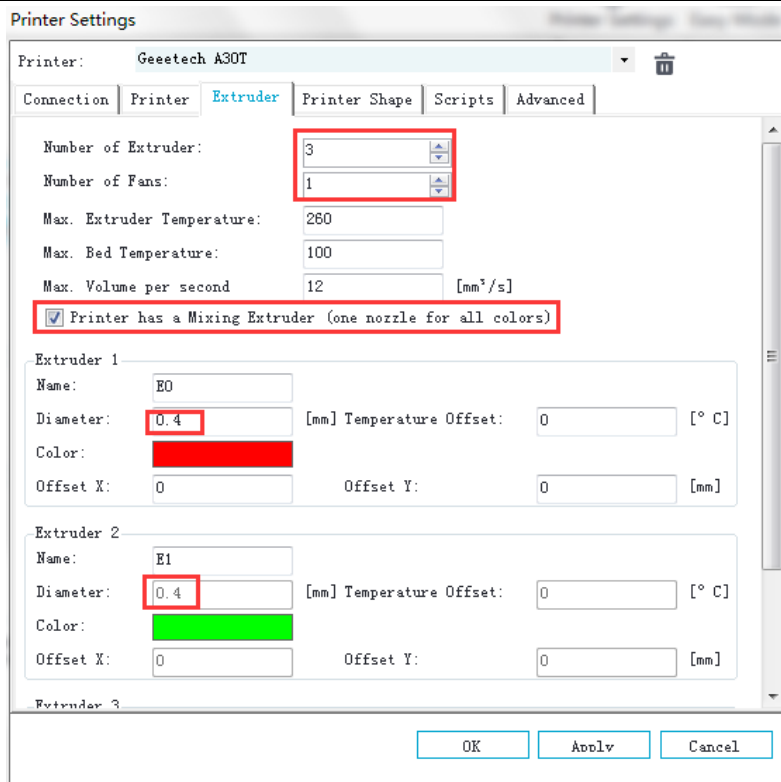 Printer Settings
Printer: Geeetech A30T
Connection Printer Extruder Printer Shape Scripts Advanced
Number of Extruder: 3
Number of Fans: 1
Max. Extruder Temperature: 260
Max. Bed Temperature: 100
Max. Volume per second 12 [mm³/s]
Printer has a Mixing Extruder (one nozzle for all colors)
Extruder 1
Name: E0
Diameter: 0.4 [mm] Temperature Offset: 0 [° C]
Color:
Offset X: 0 Offset Y: 0 [mm]
Extruder 2
Name: E1
Diameter: 0.4 [mm] Temperature Offset: 0 [° C]
Color:
Offset X: 0 Offset Y: 0 [mm]
Extruder 3
OK Apply Cancel